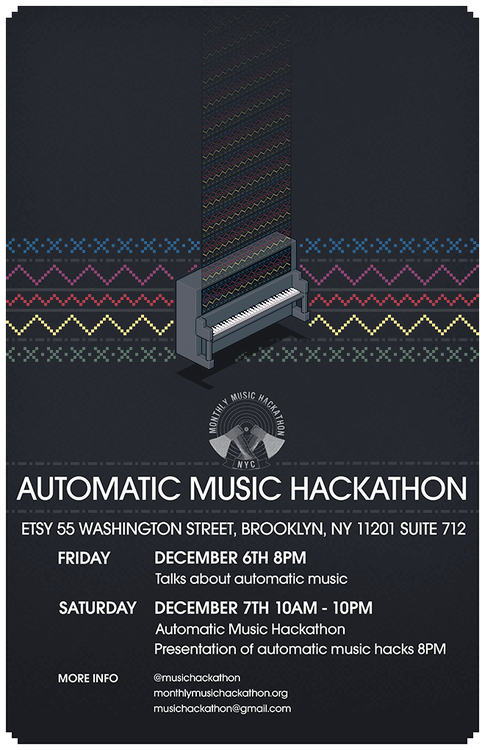 MONTHLY MUSIC HACKATHON
NYC
AUTOMATIC MUSIC HACKATHON
ETSY 55 WASHINGTON STREET, BROOKLYN, NY 11201 SUITE 712
FRIDAY DECEMBER 6TH 8PM
Talks about automatic music
SATURDAY DECEMBER 7TH 10AM - 10PM
Automatic Music Hackathon
Presentation of automatic music hacks 8PM
MORE INFO @musichackathon
monthlymusichackathon.org
musichackathon@gmail.com